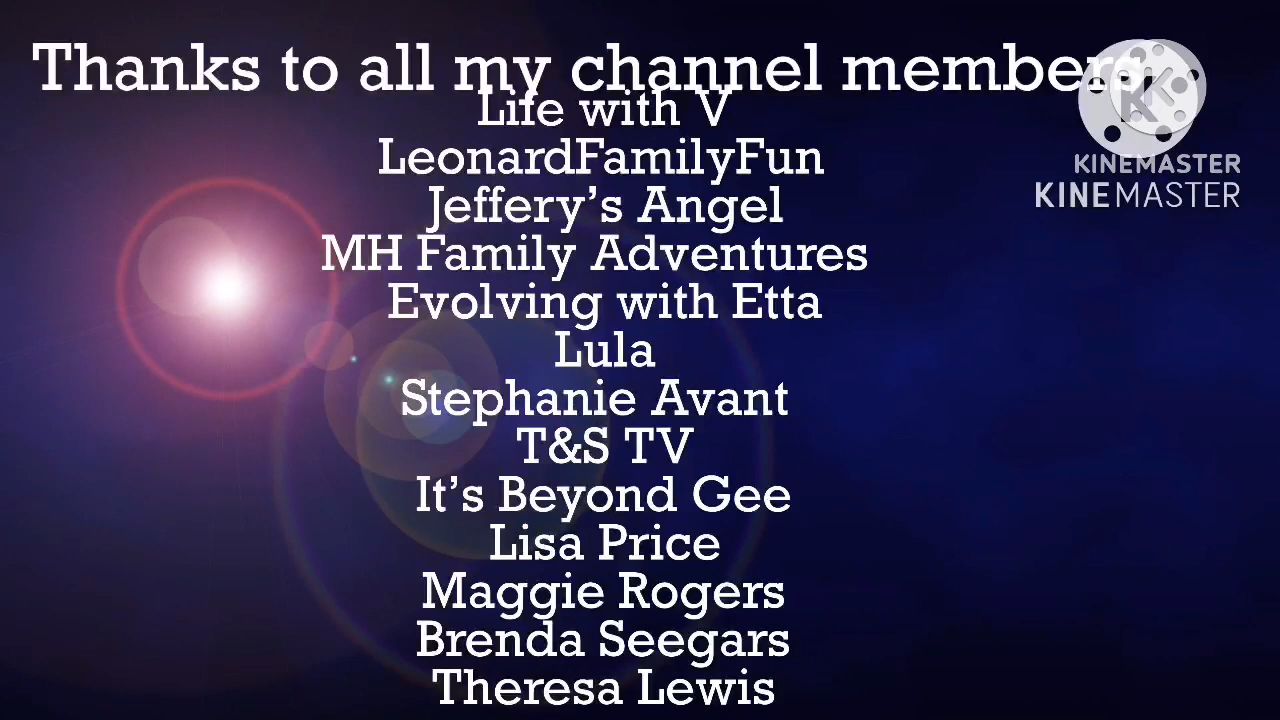 Thanks to all my channel members
Life with V
LeonardFamilyFun
Jeffery’s Angel
MH Family Adventures
Evolving with Etta
Lula
Stephanie Avant
T&S TV
It’s Beyond Gee
Lisa Price
Maggie Rogers
Brenda Seegars
Theresa Lewis
K
K
KINEMASTER
KINEMASTER